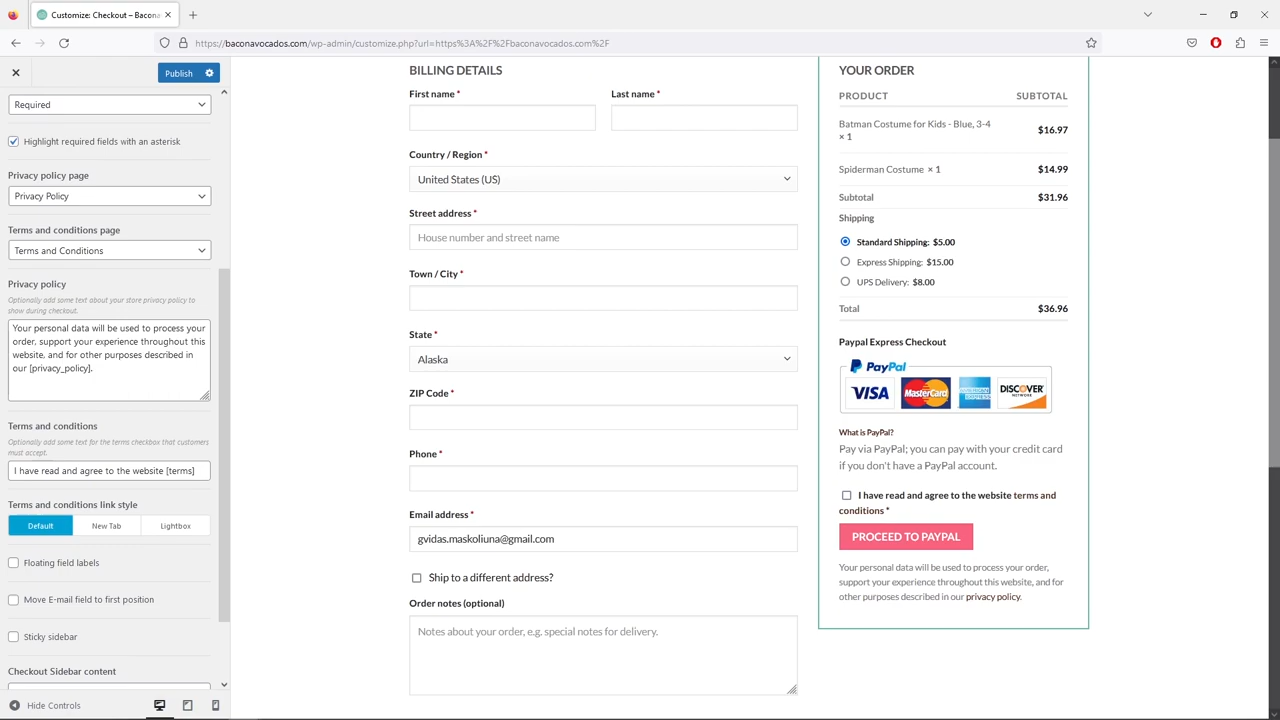 Customize: Checkout – Bacona
https://baconavocados.com/wp-admin/customize.php?url=https%3A%2F%2Fbaconavocados.com%2F
Publish
Required
Highlight required fields with an asterisk
Privacy policy page
Privacy Policy
Terms and conditions page
Terms and Conditions
Privacy policy
Optionally add some text about your store privacy policy to
show during checkout.
Your personal data will be used to process your
order, support your experience throughout this
website, and for other purposes described in
our [privacy_policy].
Terms and conditions
Optionally add some text for the terms checkbox that customers
must accept.
I have read and agree to the website [terms]
Terms and conditions link style
Default
New Tab
Lightbox
Floating field labels
Move E-mail field to first position
Sticky sidebar
Checkout Sidebar content
Hide Controls
BILLING DETAILS
First name *
Last name *
Country / Region *
United States (US)
Street address *
House number and street name
Town / City *
State *
Alaska
ZIP Code *
Phone *
Email address *
gvidas.maskoliuna@gmail.com
Ship to a different address?
Order notes (optional)
Notes about your order, e.g. special notes for delivery.
YOUR ORDER
PRODUCT SUBTOTAL
Batman Costume for Kids - Blue, 3-4
× 1
$16.97
Spiderman Costume × 1 $14.99
Subtotal $31.96
Shipping
Standard Shipping: $5.00
Express Shipping: $15.00
UPS Delivery: $8.00
Total $36.96
Paypal Express Checkout
PayPal
VISA MasterCard AMERICAN EXPRESS DISCOVER NETWORK
What is PayPal?
Pay via PayPal; you can pay with your credit card
if you don't have a PayPal account.
I have read and agree to the website terms and
conditions *
PROCEED TO PAYPAL
Your personal data will be used to process your order,
support your experience throughout this website, and for
other purposes described in our privacy policy.